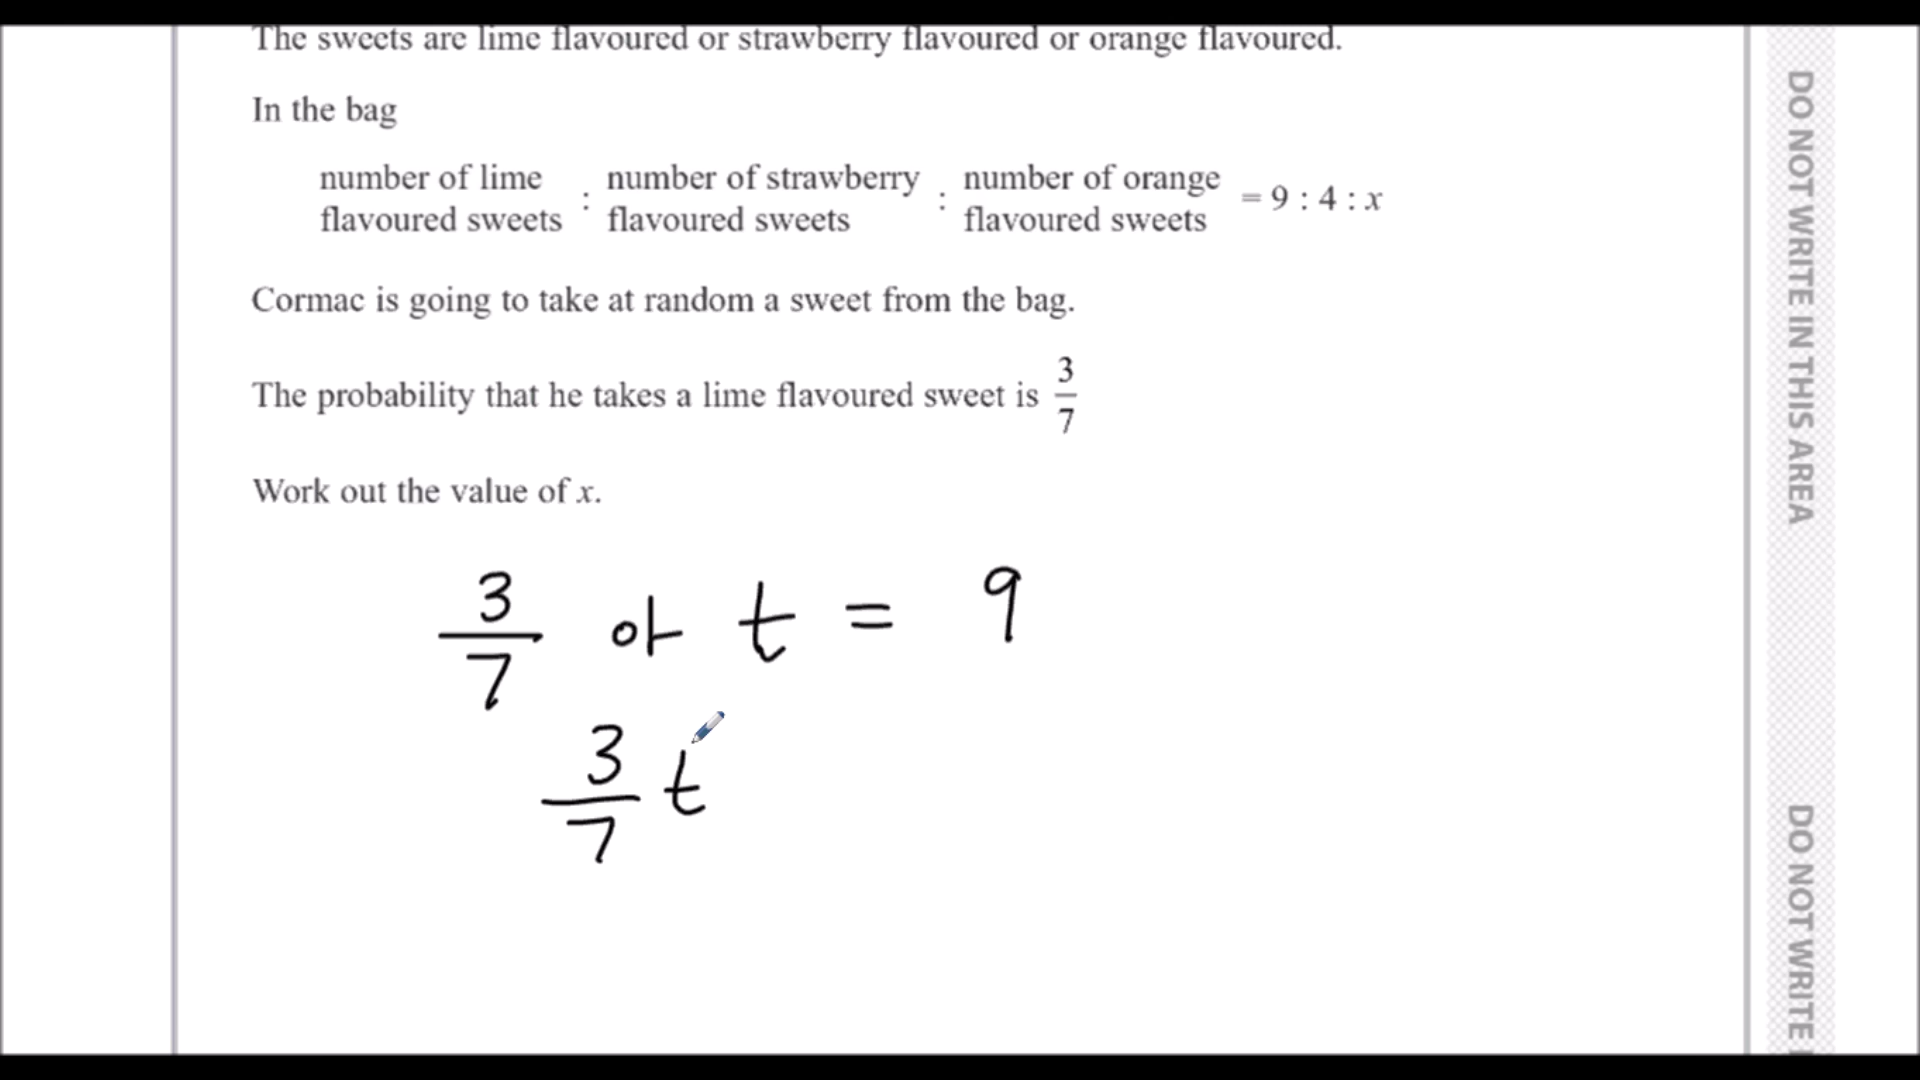 The sweets are lime flavoured or strawberry flavoured or orange flavoured.
In the bag
number of lime flavoured sweets : number of strawberry flavoured sweets : number of orange flavoured sweets = 9 : 4 : x
Cormac is going to take at random a sweet from the bag.
The probability that he takes a lime flavoured sweet is 3/7
Work out the value of x.
3/7 of t = 9
3/7 t
DO NOT WRITE IN THIS AREA
DO NOT WRITE